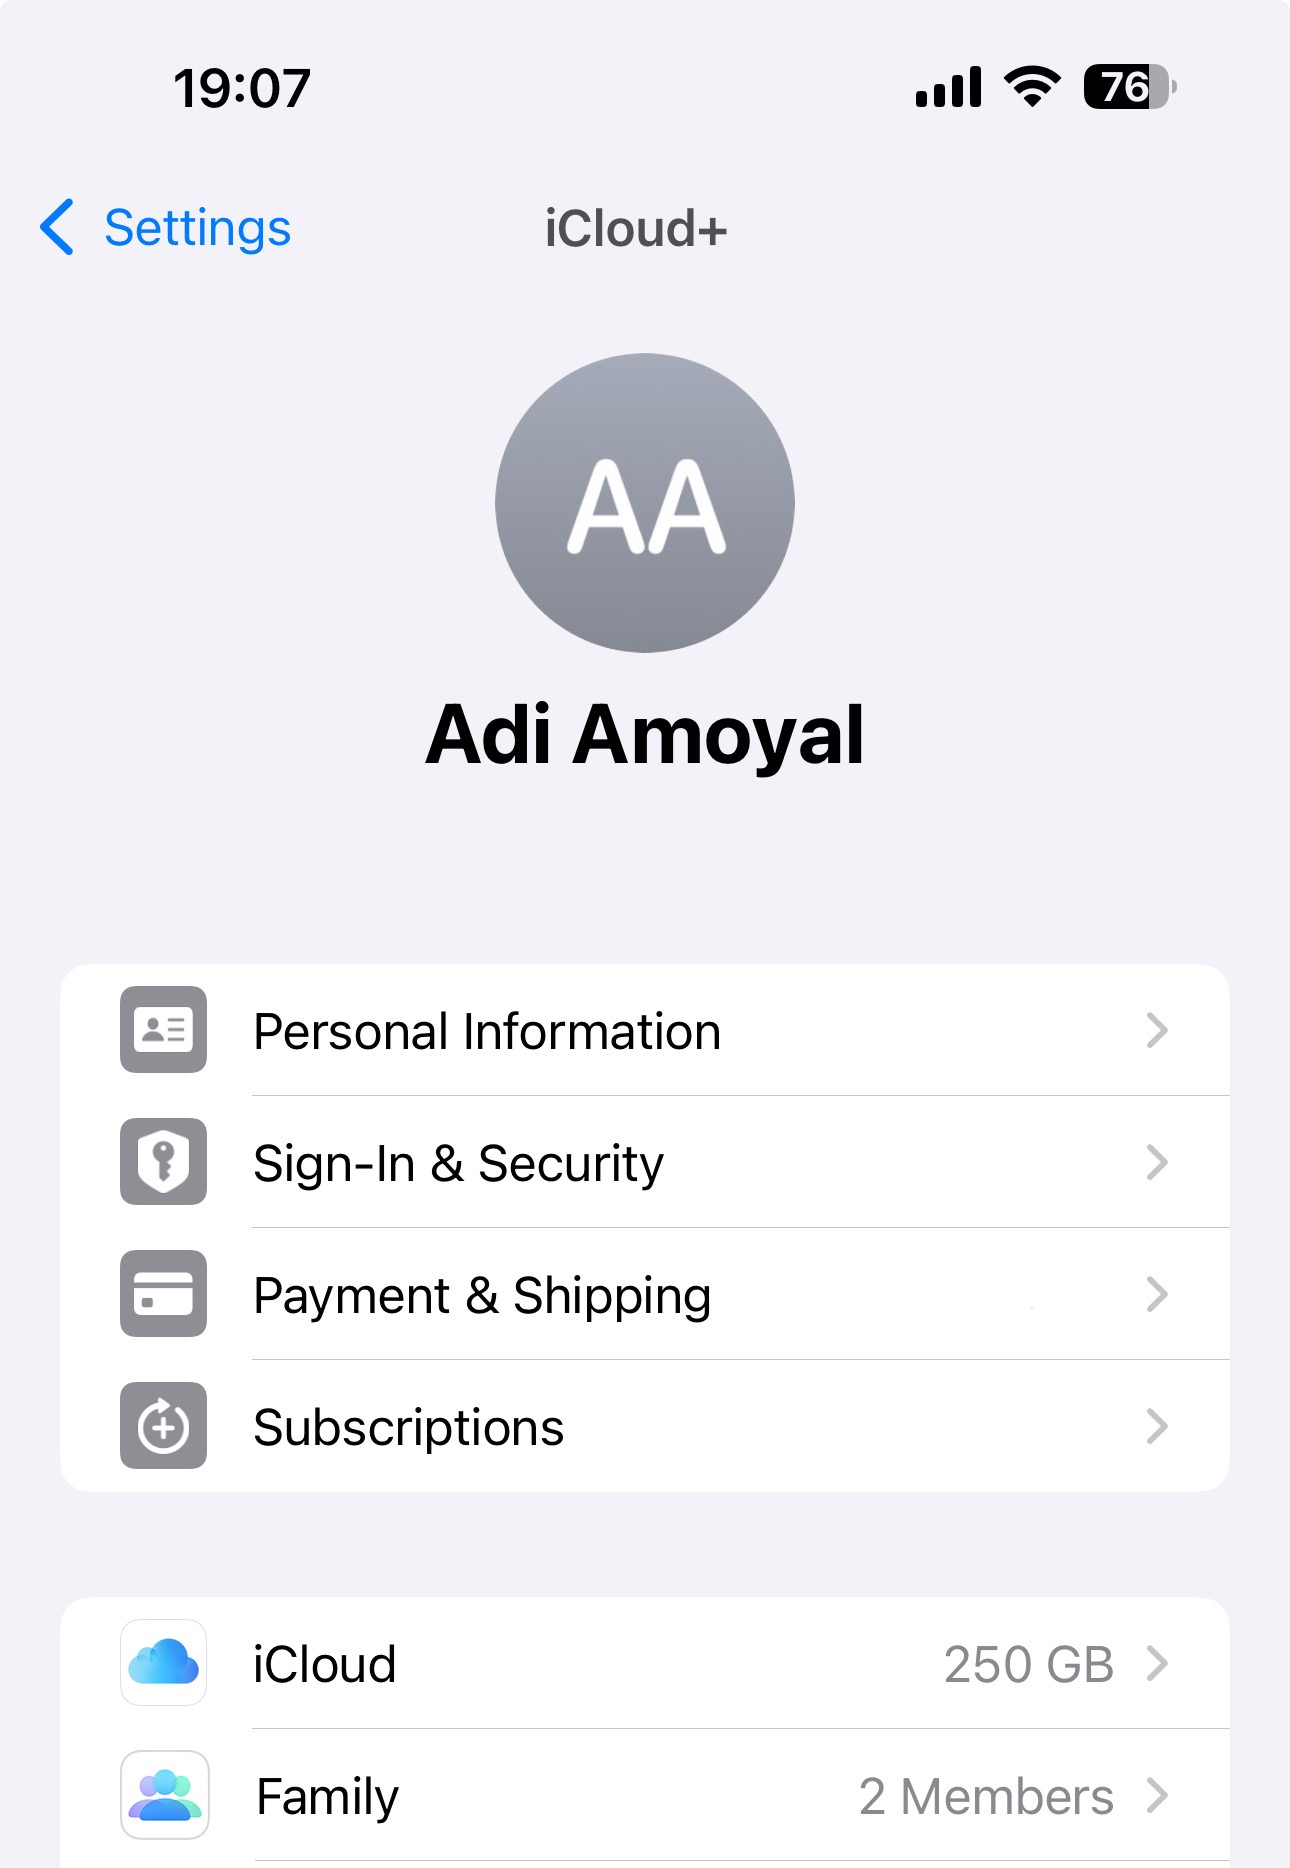 19:07
76
Settings
iCloud+
AA
Adi Amoyal
Personal Information
Sign-In & Security
Payment & Shipping
Subscriptions
iCloud 250 GB
Family 2 Members